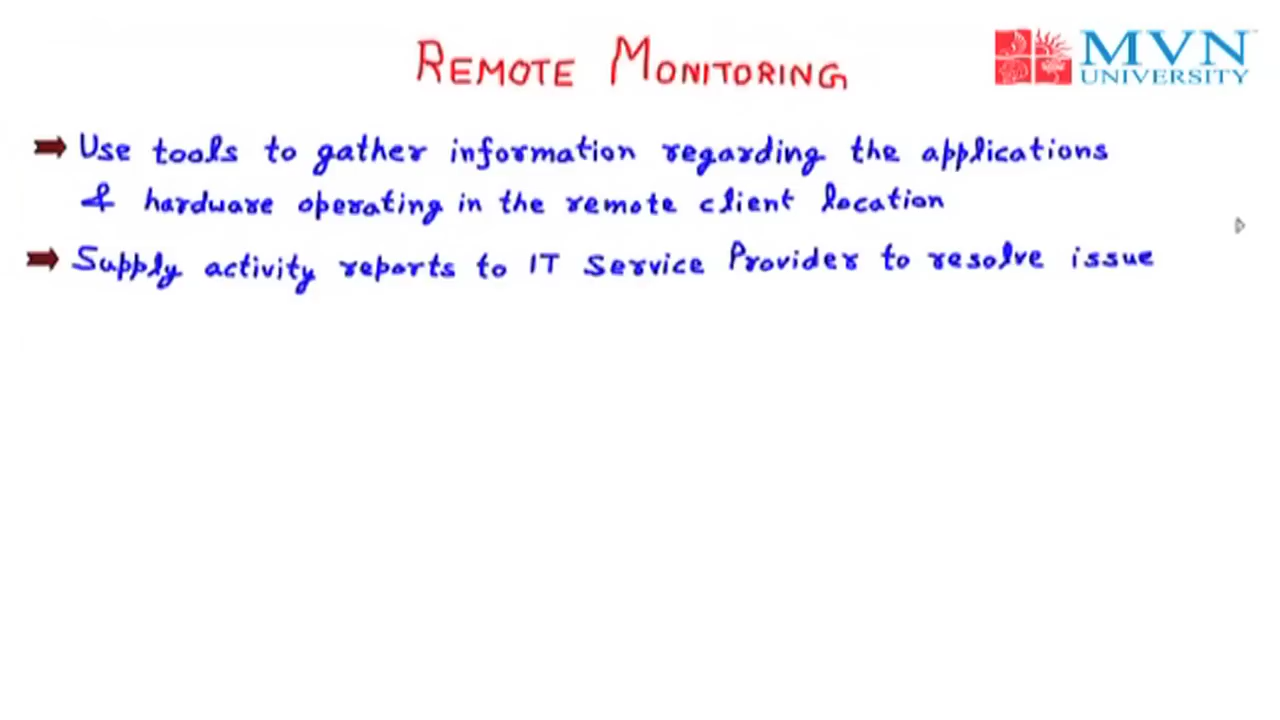 REMOTE MONITORING
MVN
UNIVERSITY
Use tools to gather information regarding the applications
& hardware operating in the remote client location
Supply activity reports to IT Service Provider to resolve issue